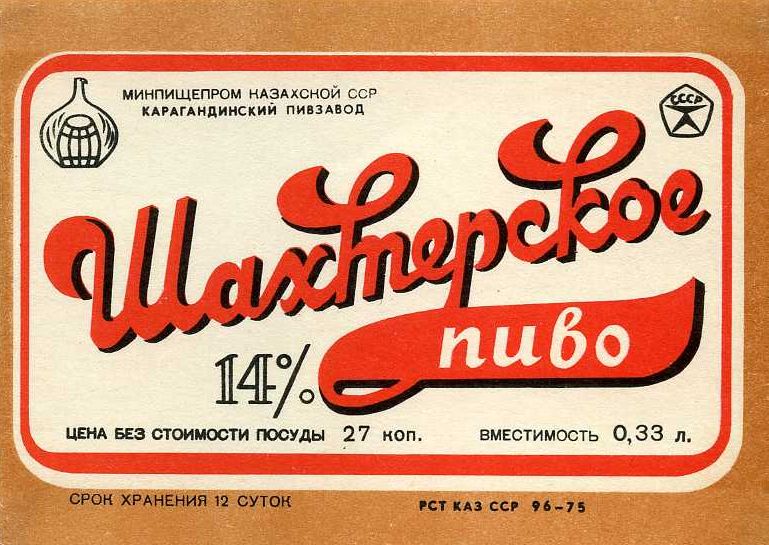 МИНПИЩЕПРОМ КАЗАХСКОЙ ССР
КАРАГАНДИНСКИЙ ПИВЗАВОД
СССР
Шахтерское
пиво
14%
ЦЕНА БЕЗ СТОИМОСТИ ПОСУДЫ 27 КОП. ВМЕСТИМОСТЬ 0,33 Л.
СРОК ХРАНЕНИЯ 12 СУТОК РСТ КАЗ ССР 96-75